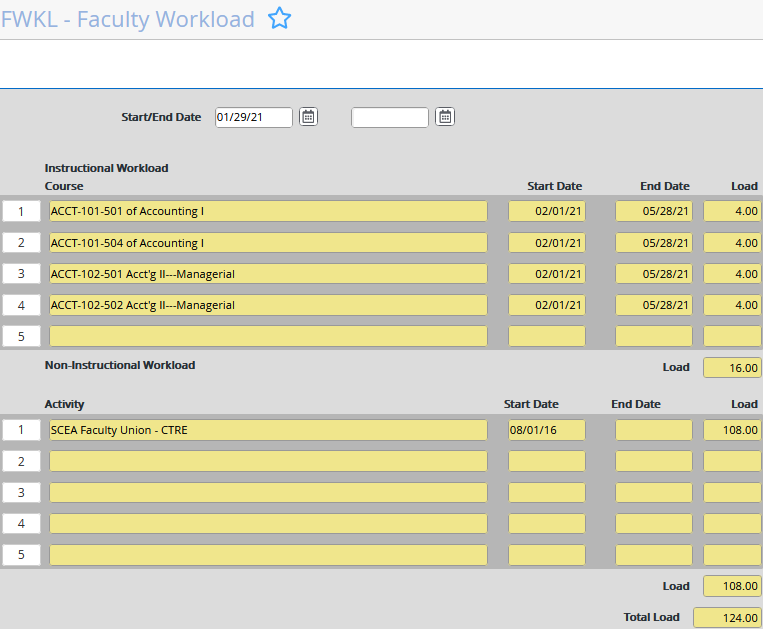 FWKL - Faculty Workload
Start/End Date 01/29/21
Instructional Workload
Course Start Date End Date Load
1 ACCT-101-501 of Accounting I 02/01/21 05/28/21 4.00
2 ACCT-101-504 of Accounting I 02/01/21 05/28/21 4.00
3 ACCT-102-501 Acct'g II---Managerial 02/01/21 05/28/21 4.00
4 ACCT-102-502 Acct'g II---Managerial 02/01/21 05/28/21 4.00
5
Non-Instructional Workload Load 16.00
Activity Start Date End Date Load
1 SCEA Faculty Union - CTRE 08/01/16 108.00
2
3
4
5
Load 108.00
Total Load 124.00